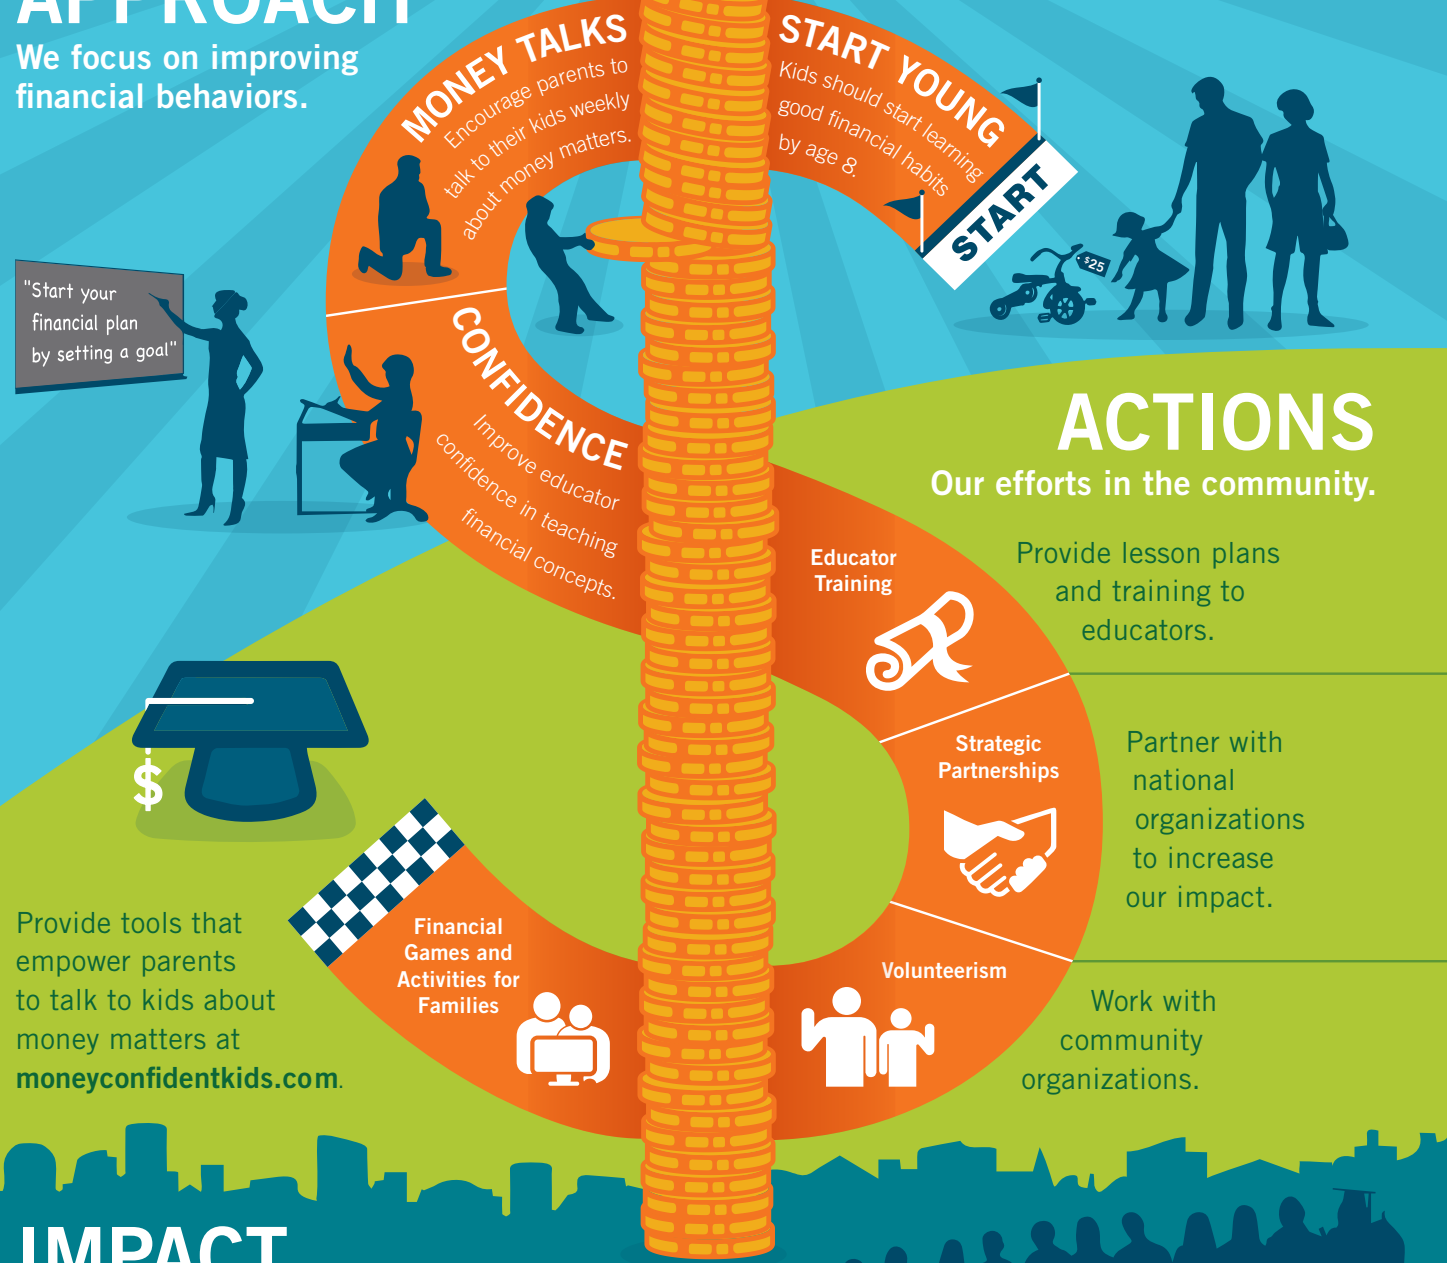 APPROACH
We focus on improving
financial behaviors.
MONEY TALKS
Encourage parents to
talk to their kids weekly
about money matters.
START YOUNG
Kids should start learning
good financial habits
by age 8.
START
$25
"Start your
financial plan
by setting a goal"
CONFIDENCE
Improve educator
confidence in teaching
financial concepts.
ACTIONS
Our efforts in the community.
Educator
Training
Provide lesson plans
and training to
educators.
Strategic
Partnerships
Partner with
national
organizations
to increase
our impact.
Volunteerism
Work with
community
organizations.
$
Financial
Games and
Activities for
Families
Provide tools that
empower parents
to talk to kids about
money matters at
moneyconfidentkids.com.
IMPACT